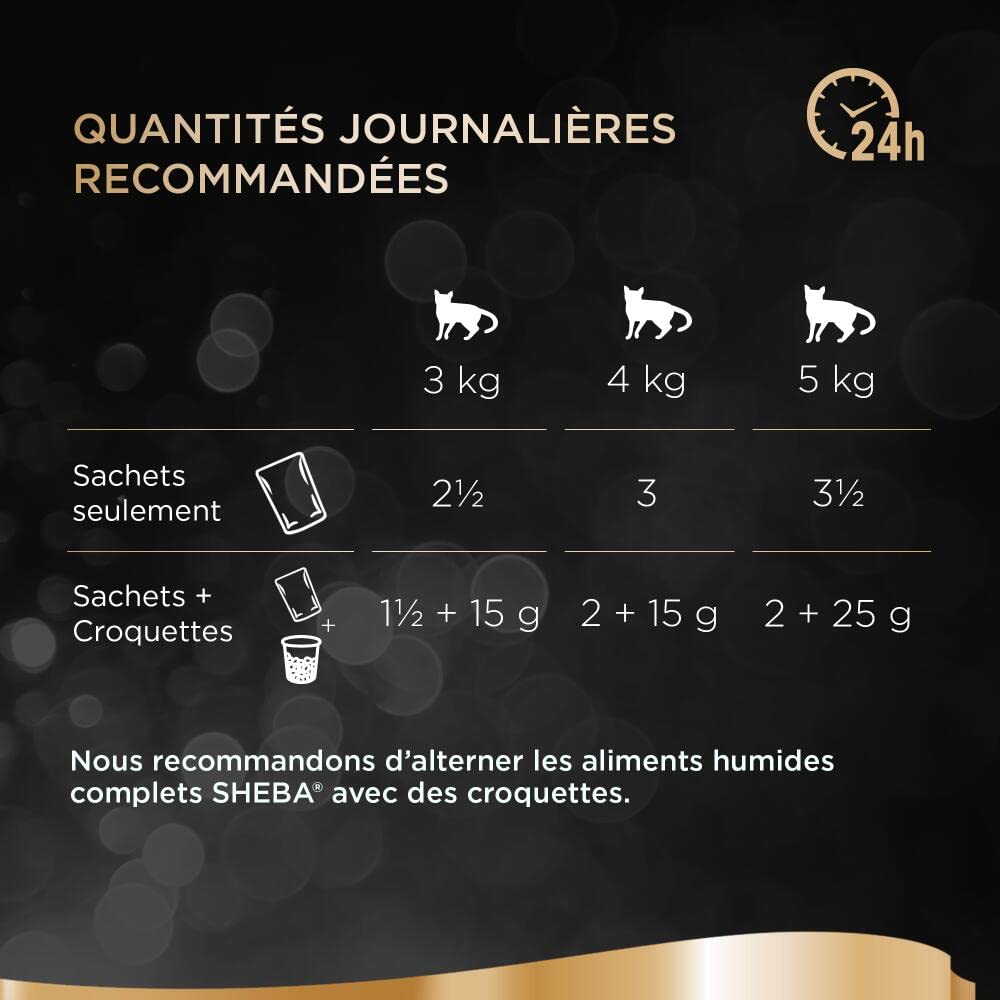 QUANTITÉS JOURNALIÈRES
RECOMMANDÉES
24h
3 kg 4 kg 5 kg
Sachets
seulement
2½ 3 3½
Sachets +
Croquettes
+
1½ + 15 g 2 + 15 g 2 + 25 g
Nous recommandons d’alterner les aliments humides
complets SHEBA® avec des croquettes.